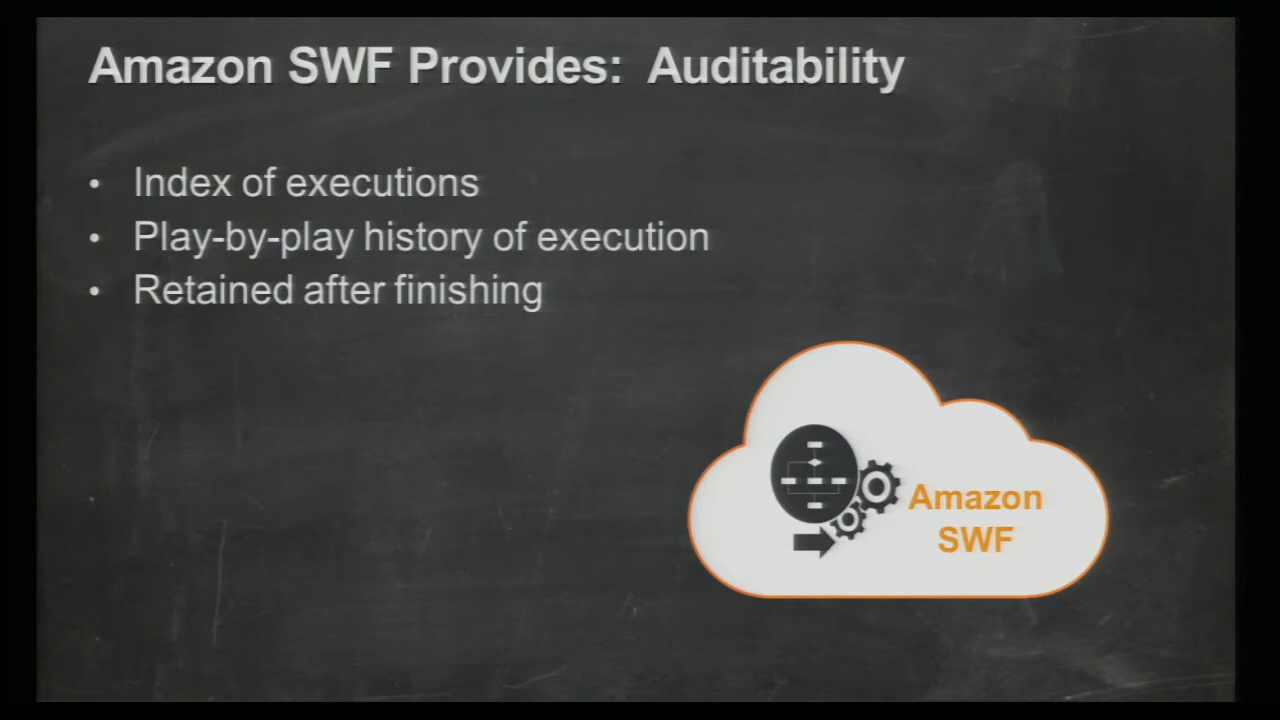 Amazon SWF Provides: Auditability
• Index of executions
• Play-by-play history of execution
• Retained after finishing
Amazon
SWF